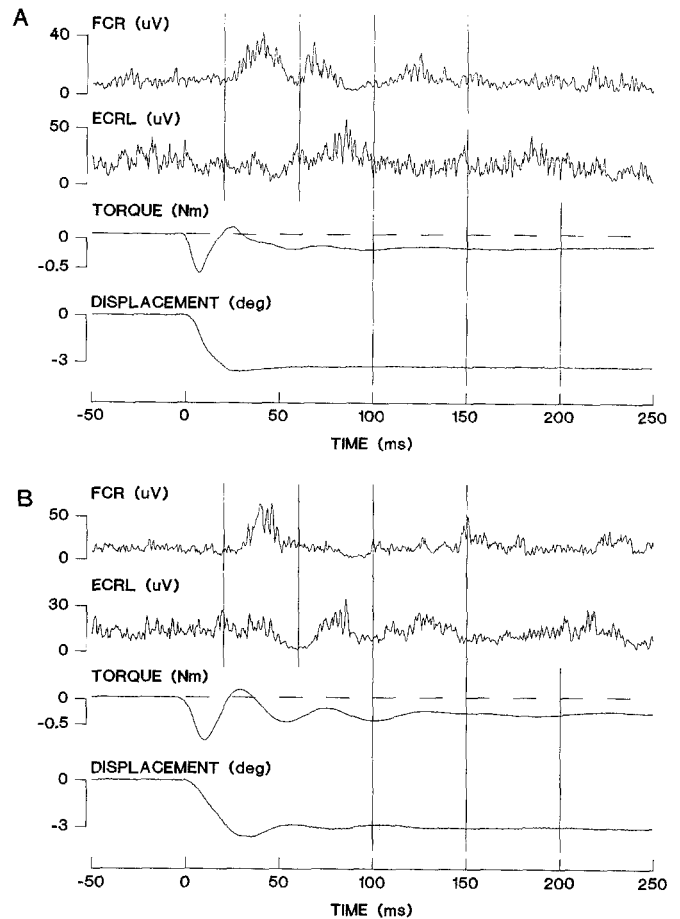 A
FCR (uV)
40
0
ECRL (uV)
50
0
TORQUE (Nm)
0
-0.5
DISPLACEMENT (deg)
0
-3
-50 0 50 100 150 200 250
TIME (ms)
B
FCR (uV)
50
0
ECRL (uV)
30
0
TORQUE (Nm)
0
-0.5
DISPLACEMENT (deg)
0
-3
-50 0 50 100 150 200 250
TIME (ms)